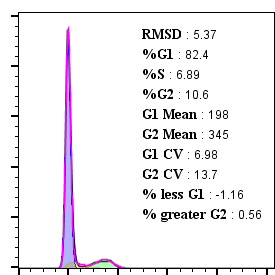 RMSD : 5.37
%G1 : 82.4
%S : 6.89
%G2 : 10.6
G1 Mean : 198
G2 Mean : 345
G1 CV : 6.98
G2 CV : 13.7
% less G1 : -1.16
% greater G2 : 0.56